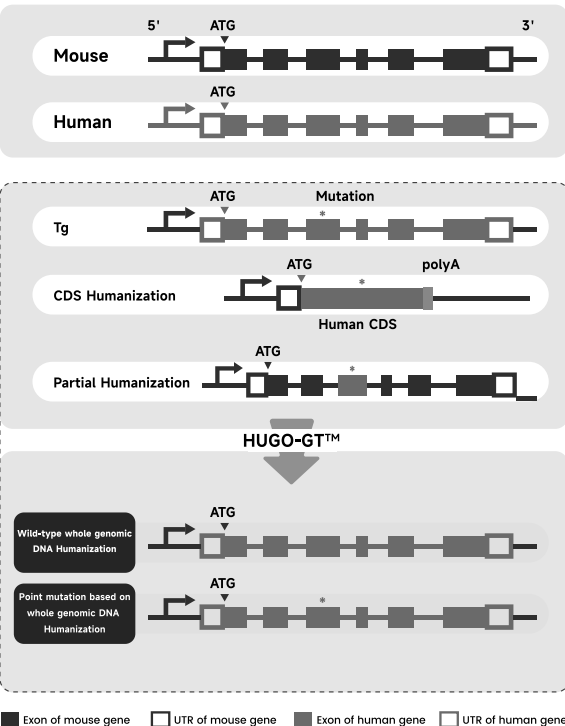 5' ATG 3'
Mouse
ATG
Human
ATG Mutation
*
Tg
ATG polyA
*
CDS Humanization
Human CDS
ATG
*
Partial Humanization
HUGO-GT™
ATG
Wild-type whole genomic
DNA Humanization
ATG
*
Point mutation based on
whole genomic DNA
Humanization
Exon of mouse gene UTR of mouse gene Exon of human gene UTR of human gene